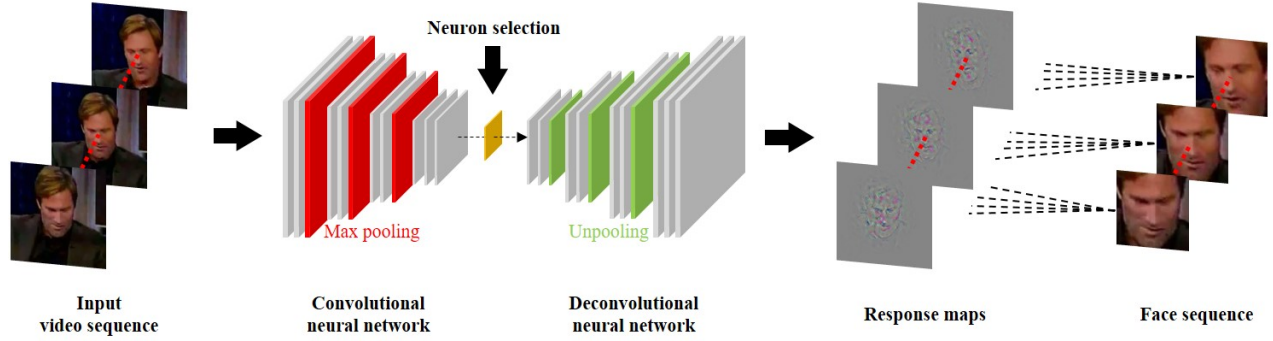 Neuron selection
Max pooling
Unpooling
Input
video sequence
Convolutional
neural network
Deconvolutional
neural network
Response maps
Face sequence